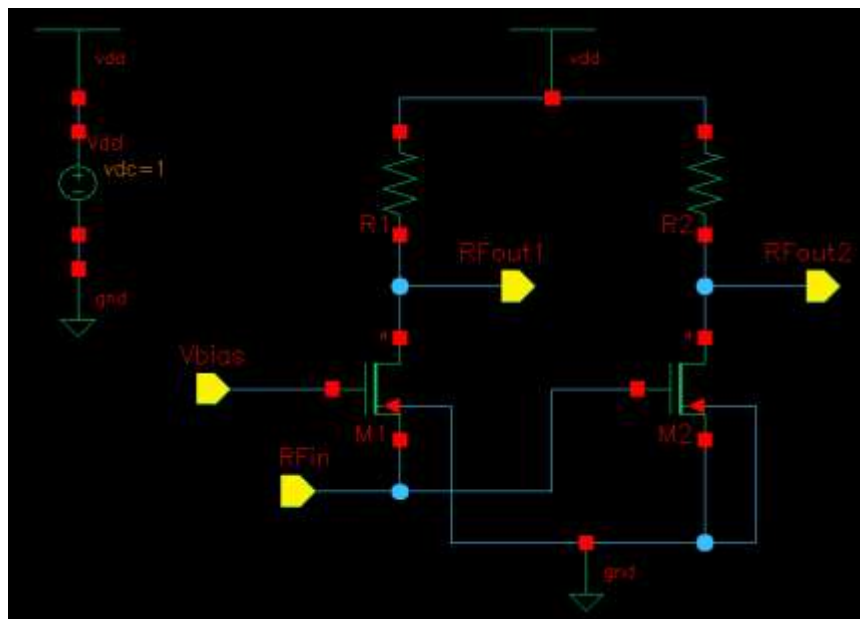 vdd
vdd
Vdd
vdc=1
R1
R2
RFout1
RFout2
gnd
Vbias
M1
M2
RFin
gnd